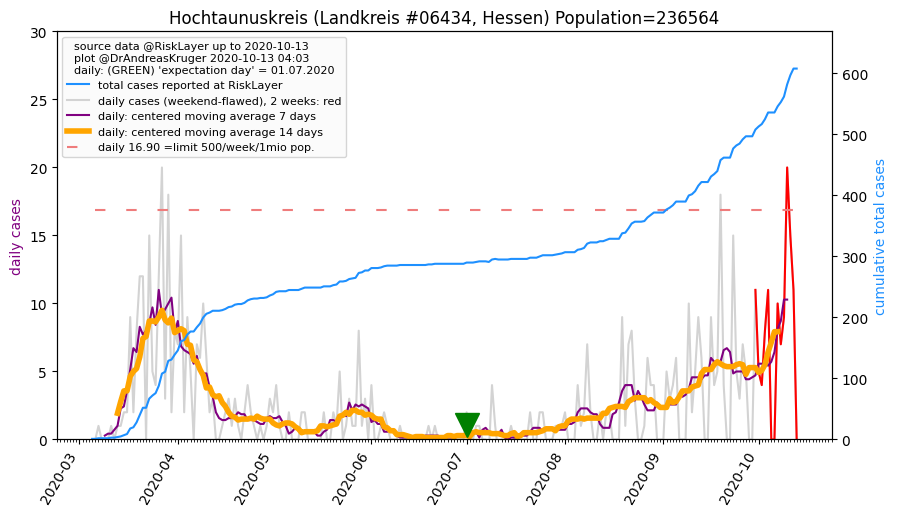 Hochtaunuskreis (Landkreis #06434, Hessen) Population=236564
source data @RiskLayer up to 2020-10-13
plot @DrAndreasKruger 2020-10-13 04:03
daily: (GREEN) 'expectation day' = 01.07.2020
total cases reported at RiskLayer
daily cases (weekend-flawed), 2 weeks: red
daily: centered moving average 7 days
daily: centered moving average 14 days
daily 16.90 =limit 500/week/1mio pop.
daily cases
30
25
20
15
10
5
0
cumulative total cases
600
500
400
300
200
100
0
2020-03
2020-04
2020-05
2020-06
2020-07
2020-08
2020-09
2020-10